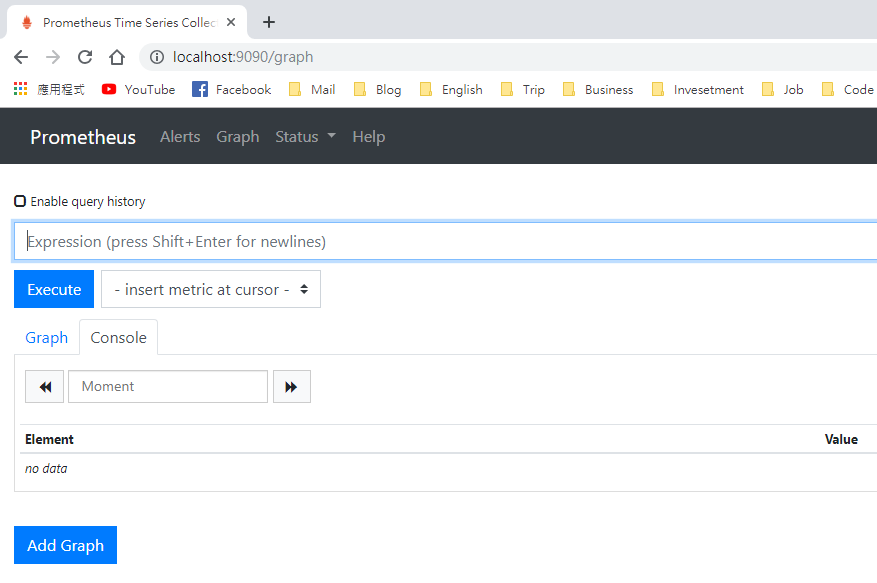 Prometheus Time Series Collec
localhost:9090/graph
應用程式 YouTube Facebook Mail Blog English Trip Business Invesetment Job Code
Prometheus Alerts Graph Status Help
Enable query history
Expression (press Shift+Enter for newlines)
Execute - insert metric at cursor -
Graph Console
Moment
Element Value
no data
Add Graph